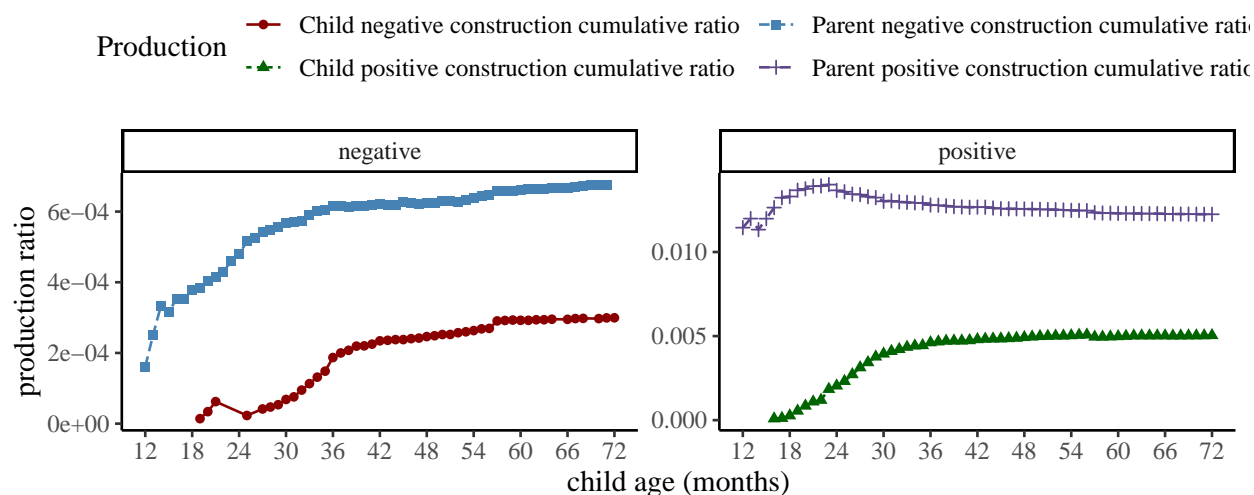 Production
Child negative construction cumulative ratio
Parent negative construction cumulative ratio
Child positive construction cumulative ratio
Parent positive construction cumulative ratio
negative
positive
production ratio
6e−04
4e−04
2e−04
0e+00
0.010
0.005
0.000
12 18 24 30 36 42 48 54 60 66 72
12 18 24 30 36 42 48 54 60 66 72
child age (months)